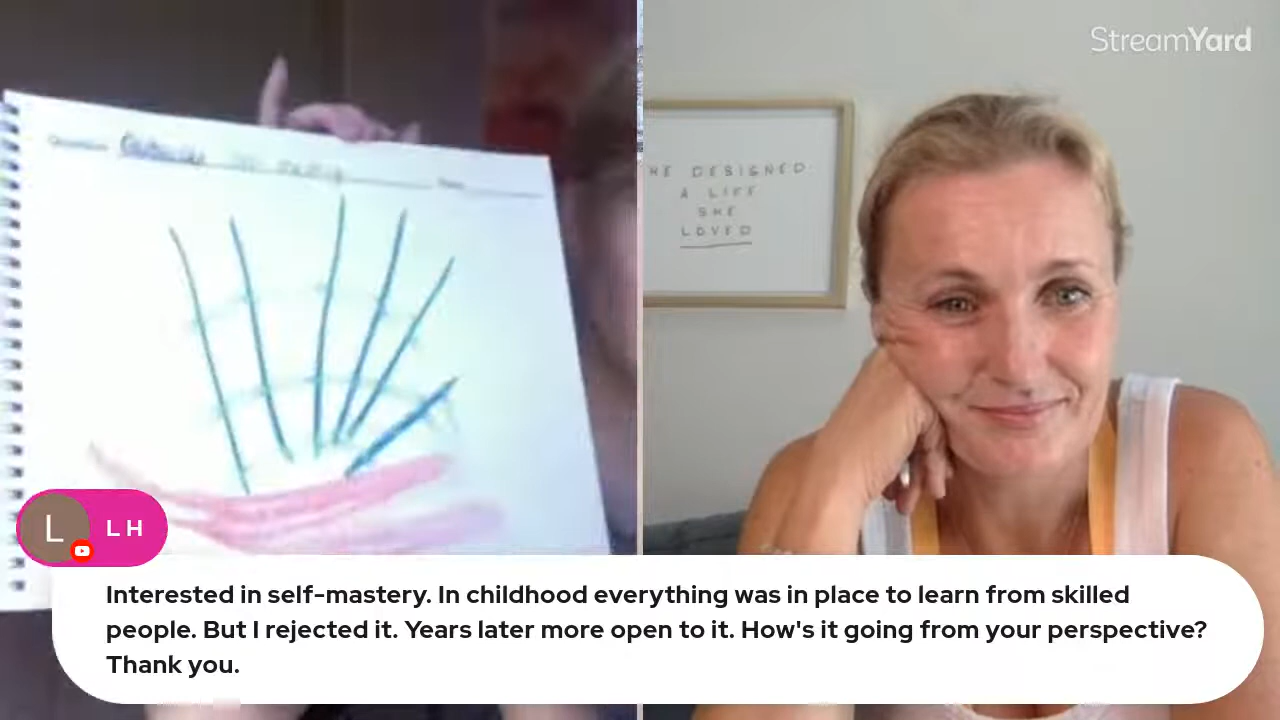 StreamYard
HE DESIGNED
A LIFE
SHE
LOVED
L
L H
Interested in self-mastery. In childhood everything was in place to learn from skilled
people. But I rejected it. Years later more open to it. How's it going from your perspective?
Thank you.